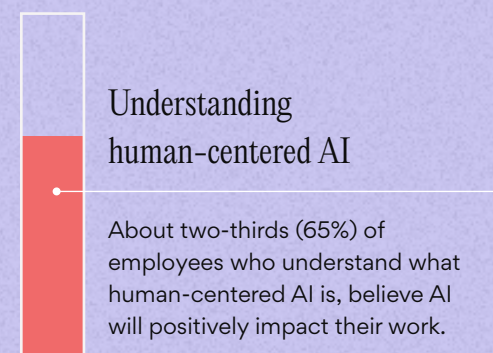 Understanding
human-centered AI
About two-thirds (65%) of
employees who understand what
human-centered AI is, believe AI
will positively impact their work.